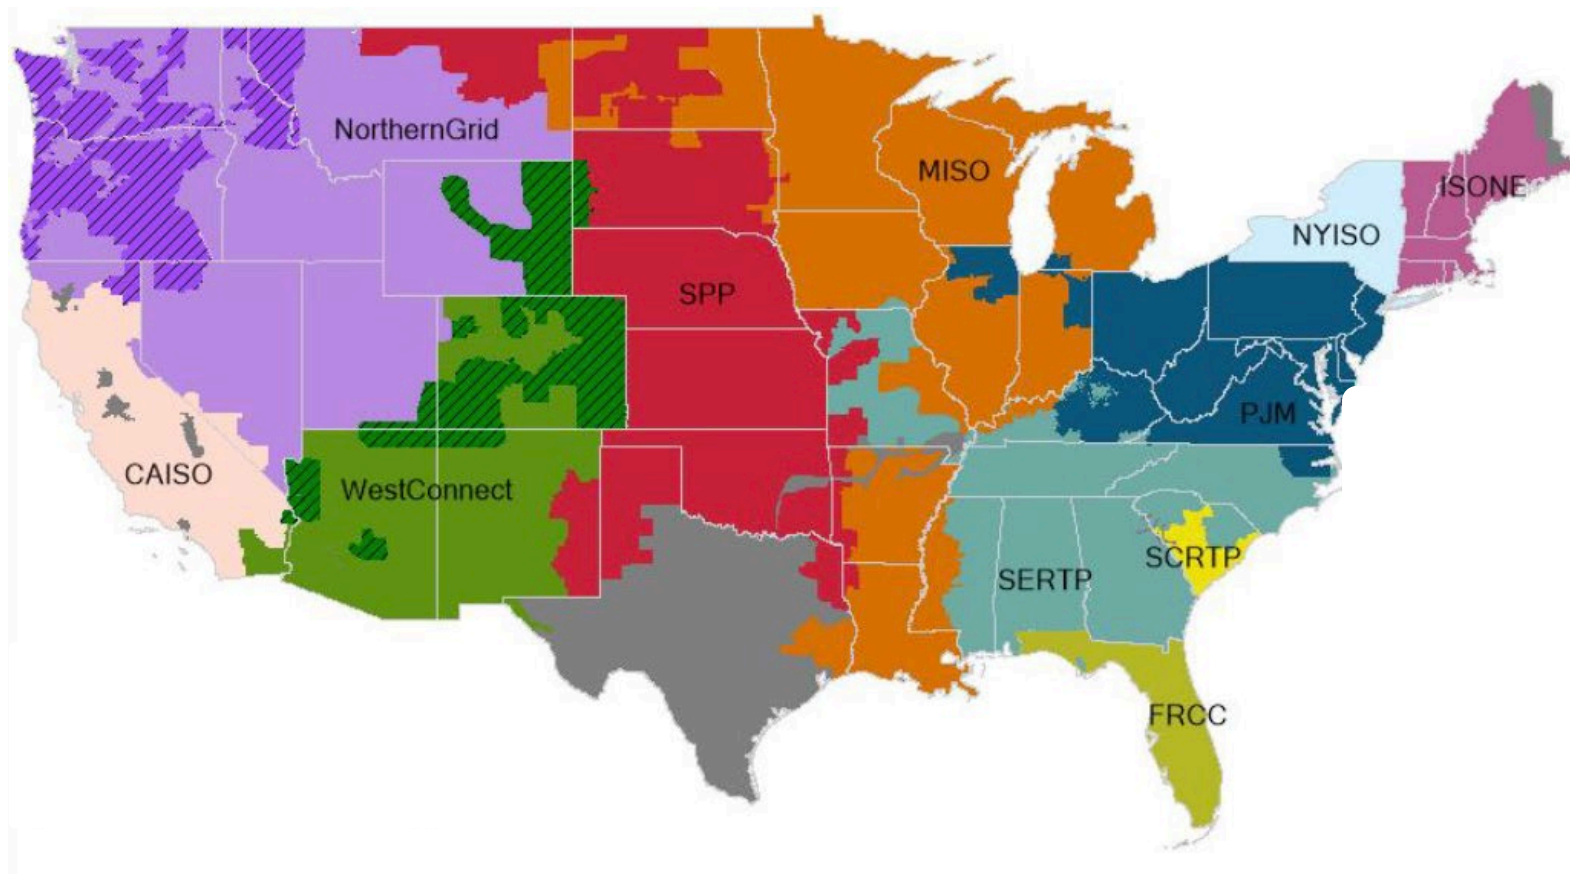 NorthernGrid
MISO
ISONE
NYISO
SPP
PJM
CAISO
WestConnect
SCRTP
SERTP
FRCC